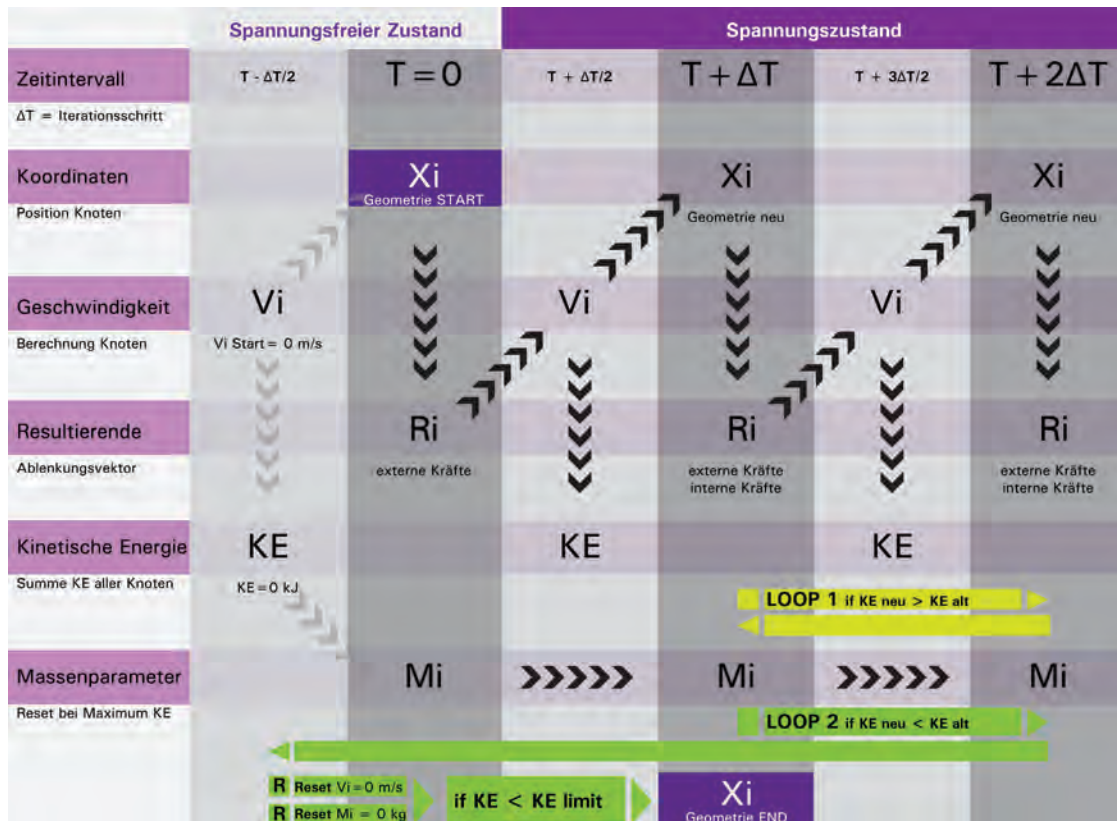 Spannungsfreier Zustand Spannungszustand
Zeitintervall T - ΔT/2 T = 0 T + ΔT/2 T + ΔT T + 3ΔT/2 T + 2ΔT
ΔT = Iterationsschritt
Koordinaten Xi Xi Xi
Geometrie START
Position Knoten Geometrie neu Geometrie neu
Geschwindigkeit Vi Vi Vi
Berechnung Knoten Vi Start = 0 m/s
Resultierende Ri Ri Ri
Ablenkungsvektor externe Kräfte externe Kräfte externe Kräfte
interne Kräfte interne Kräfte
Kinetische Energie KE KE KE
Summe KE aller Knoten KE = 0 kJ
LOOP 1 if KE neu > KE alt
Massenparameter Mi Mi Mi
Reset bei Maximum KE LOOP 2 if KE neu < KE alt
R Reset Vi = 0 m/s
R Reset Mi = 0 kg
if KE < KE limit
Xi
Geometrie END